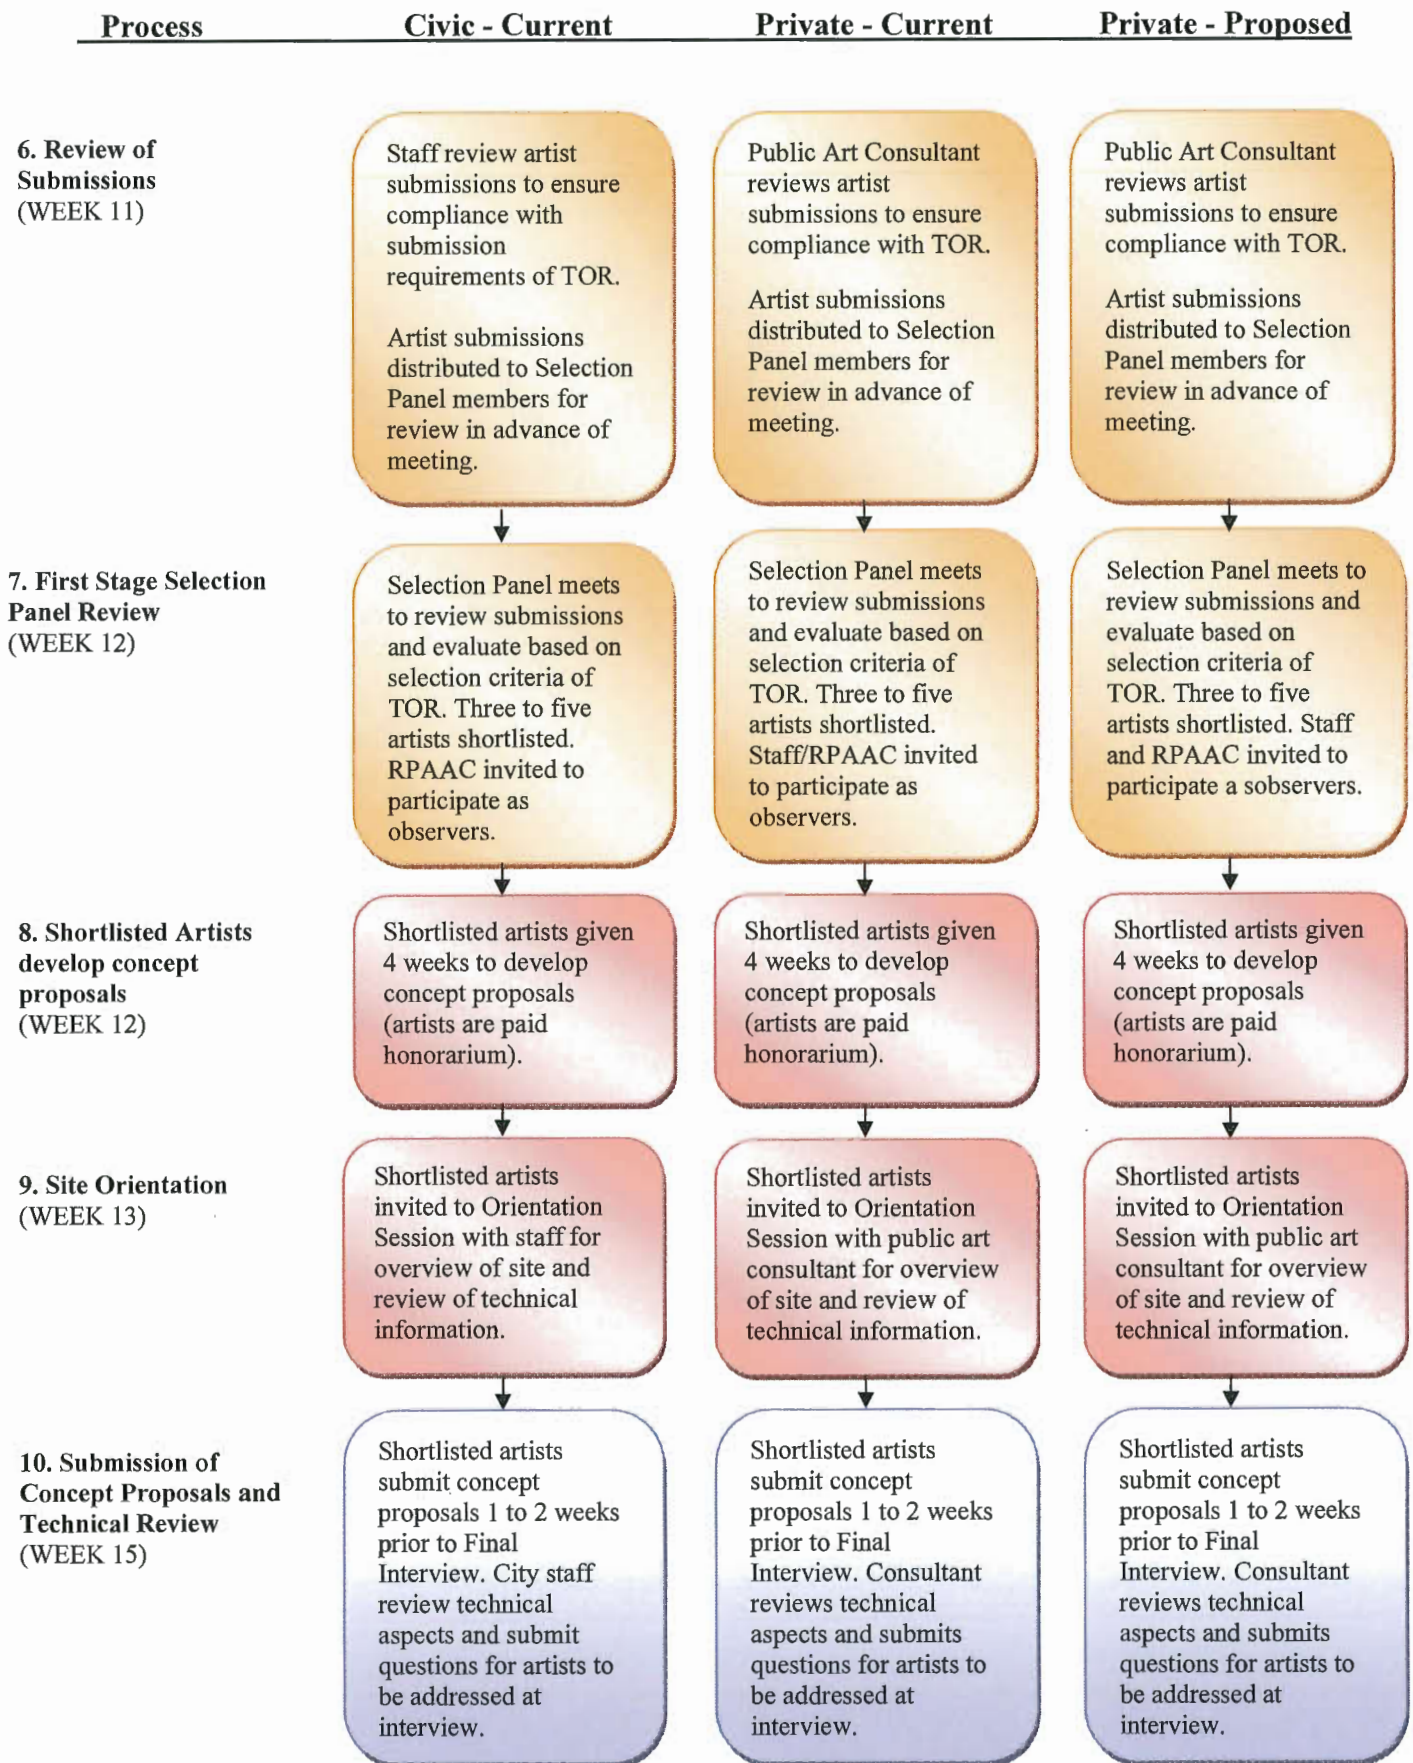 Process Civic - Current Private - Current Private - Proposed
6. Review of
Submissions
(WEEK 11)
Staff review artist
submissions to ensure
compliance with
submission
requirements of TOR.
Artist submissions
distributed to Selection
Panel members for
review in advance of
meeting.
Public Art Consultant
reviews artist
submissions to ensure
compliance with TOR.
Artist submissions
distributed to Selection
Panel members for
review in advance of
meeting.
Public Art Consultant
reviews artist
submissions to ensure
compliance with TOR.
Artist submissions
distributed to Selection
Panel members for
review in advance of
meeting.
7. First Stage Selection
Panel Review
(WEEK 12)
Selection Panel meets
to review submissions
and evaluate based on
selection criteria of
TOR. Three to five
artists shortlisted.
RPAAC invited to
participate as
observers.
Selection Panel meets
to review submissions
and evaluate based on
selection criteria of
TOR. Three to five
artists shortlisted.
Staff/RPAAC invited
to participate as
observers.
Selection Panel meets to
review submissions and
evaluate based on
selection criteria of
TOR. Three to five
artists shortlisted. Staff
and RPAAC invited to
participate a sobservers.
8. Shortlisted Artists
develop concept
proposals
(WEEK 12)
Shortlisted artists given
4 weeks to develop
concept proposals
(artists are paid
honorarium).
Shortlisted artists given
4 weeks to develop
concept proposals
(artists are paid
honorarium).
Shortlisted artists given
4 weeks to develop
concept proposals
(artists are paid
honorarium).
9. Site Orientation
(WEEK 13)
Shortlisted artists
invited to Orientation
Session with staff for
overview of site and
review of technical
information.
Shortlisted artists
invited to Orientation
Session with public art
consultant for overview
of site and review of
technical information.
Shortlisted artists
invited to Orientation
Session with public art
consultant for overview
of site and review of
technical information.
10. Submission of
Concept Proposals and
Technical Review
(WEEK 15)
Shortlisted artists
submit concept
proposals 1 to 2 weeks
prior to Final
Interview. City staff
review technical
aspects and submit
questions for artists to
be addressed at
interview.
Shortlisted artists
submit concept
proposals 1 to 2 weeks
prior to Final
Interview. Consultant
reviews technical
aspects and submits
questions for artists to
be addressed at
interview.
Shortlisted artists
submit concept
proposals 1 to 2 weeks
prior to Final
Interview. Consultant
reviews technical
aspects and submits
questions for artists to
be addressed at
interview.